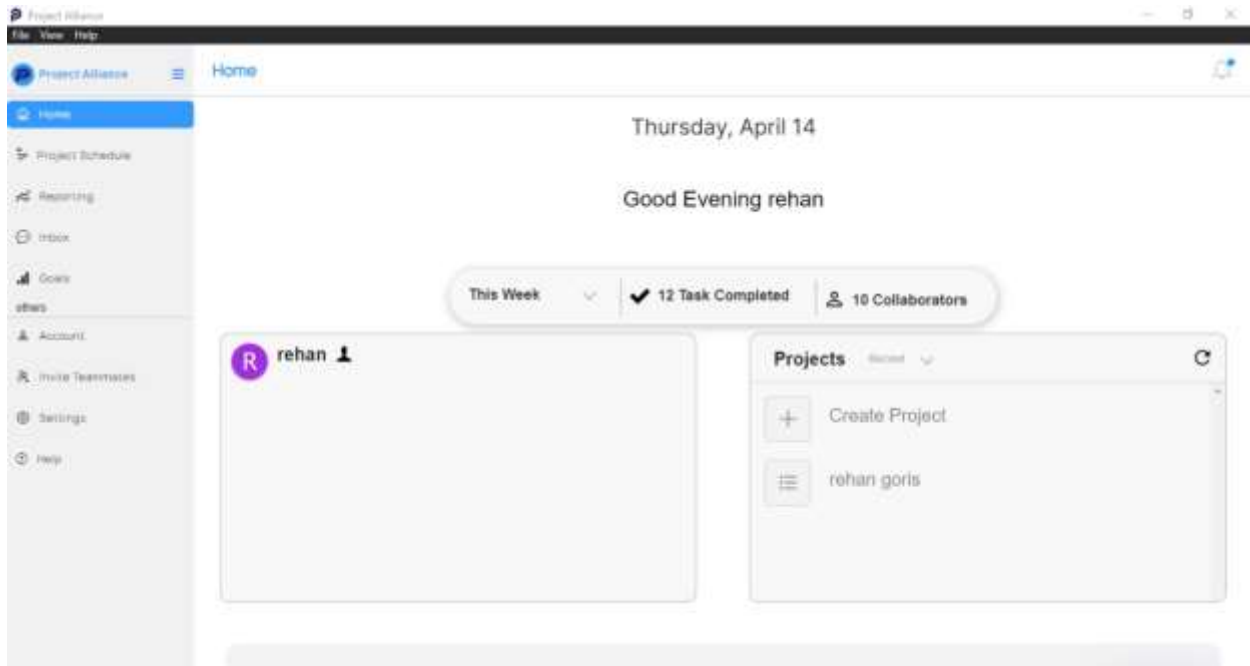 Project Alliance
File View Help
Project Alliance
Home
Home
Project Schedule
Reporting
Inbox
Goals
others
Account
Invite Teammates
Settings
Help
Thursday, April 14
Good Evening rehan
This Week
12 Task Completed
10 Collaborators
R
rehan
Projects
Recent
Create Project
rehan goris